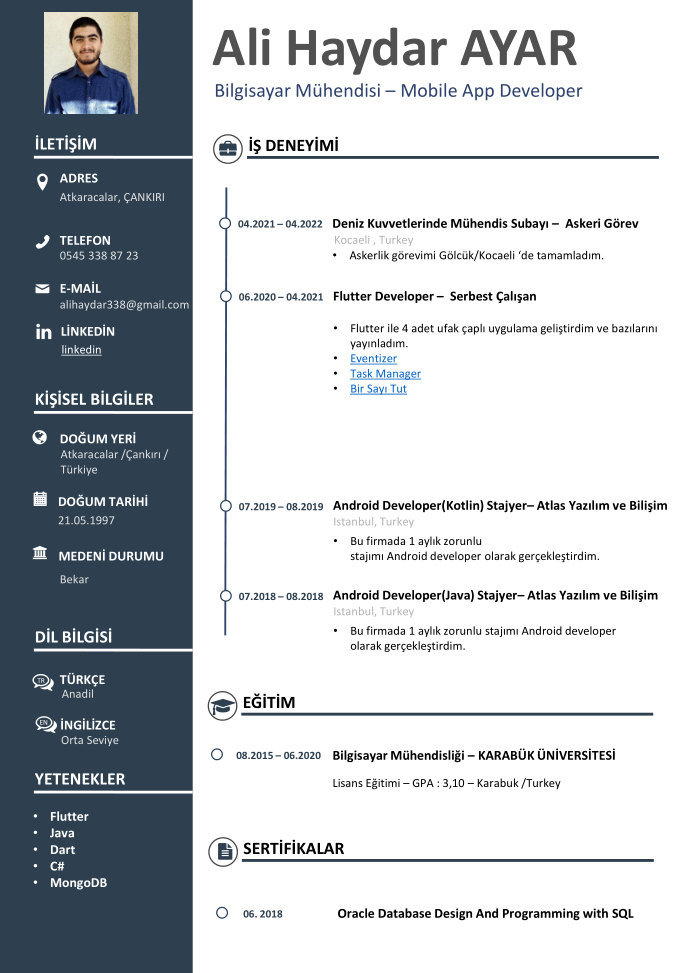 Ali Haydar AYAR
Bilgisayar Mühendisi – Mobile App Developer
İLETİŞİM
ADRES
Atkaracalar, ÇANKIRI
TELEFON
0545 338 87 23
E-MAİL
alihaydar338@gmail.com
LİNKEDİN
linkedin
KİŞİSEL BİLGİLER
DOĞUM YERİ
Atkaracalar /Çankırı /
Türkiye
DOĞUM TARİHİ
21.05.1997
MEDENİ DURUMU
Bekar
DİL BİLGİSİ
TR
TÜRKÇE
Anadil
EN
İNGİLİZCE
Orta Seviye
YETENEKLER
• Flutter
• Java
• Dart
• C#
• MongoDB
İŞ DENEYİMİ
04.2021 – 04.2022 Deniz Kuvvetlerinde Mühendis Subayı – Askeri Görev
Kocaeli , Turkey
• Askerlik görevimi Gölcük/Kocaeli ‘de tamamladım.
06.2020 – 04.2021 Flutter Developer – Serbest Çalışan
• Flutter ile 4 adet ufak çaplı uygulama geliştirdim ve bazılarını
yayınladım.
• Eventizer
• Task Manager
• Bir Sayı Tut
07.2019 – 08.2019 Android Developer(Kotlin) Stajyer– Atlas Yazılım ve Bilişim
Istanbul, Turkey
• Bu firmada 1 aylık zorunlu
stajımı Android developer olarak gerçekleştirdim.
07.2018 – 08.2018 Android Developer(Java) Stajyer– Atlas Yazılım ve Bilişim
Istanbul, Turkey
• Bu firmada 1 aylık zorunlu stajımı Android developer
olarak gerçekleştirdim.
EĞİTİM
08.2015 – 06.2020 Bilgisayar Mühendisliği – KARABÜK ÜNİVERSİTESİ
Lisans Eğitimi – GPA : 3,10 – Karabuk /Turkey
SERTİFİKALAR
06. 2018 Oracle Database Design And Programming with SQL